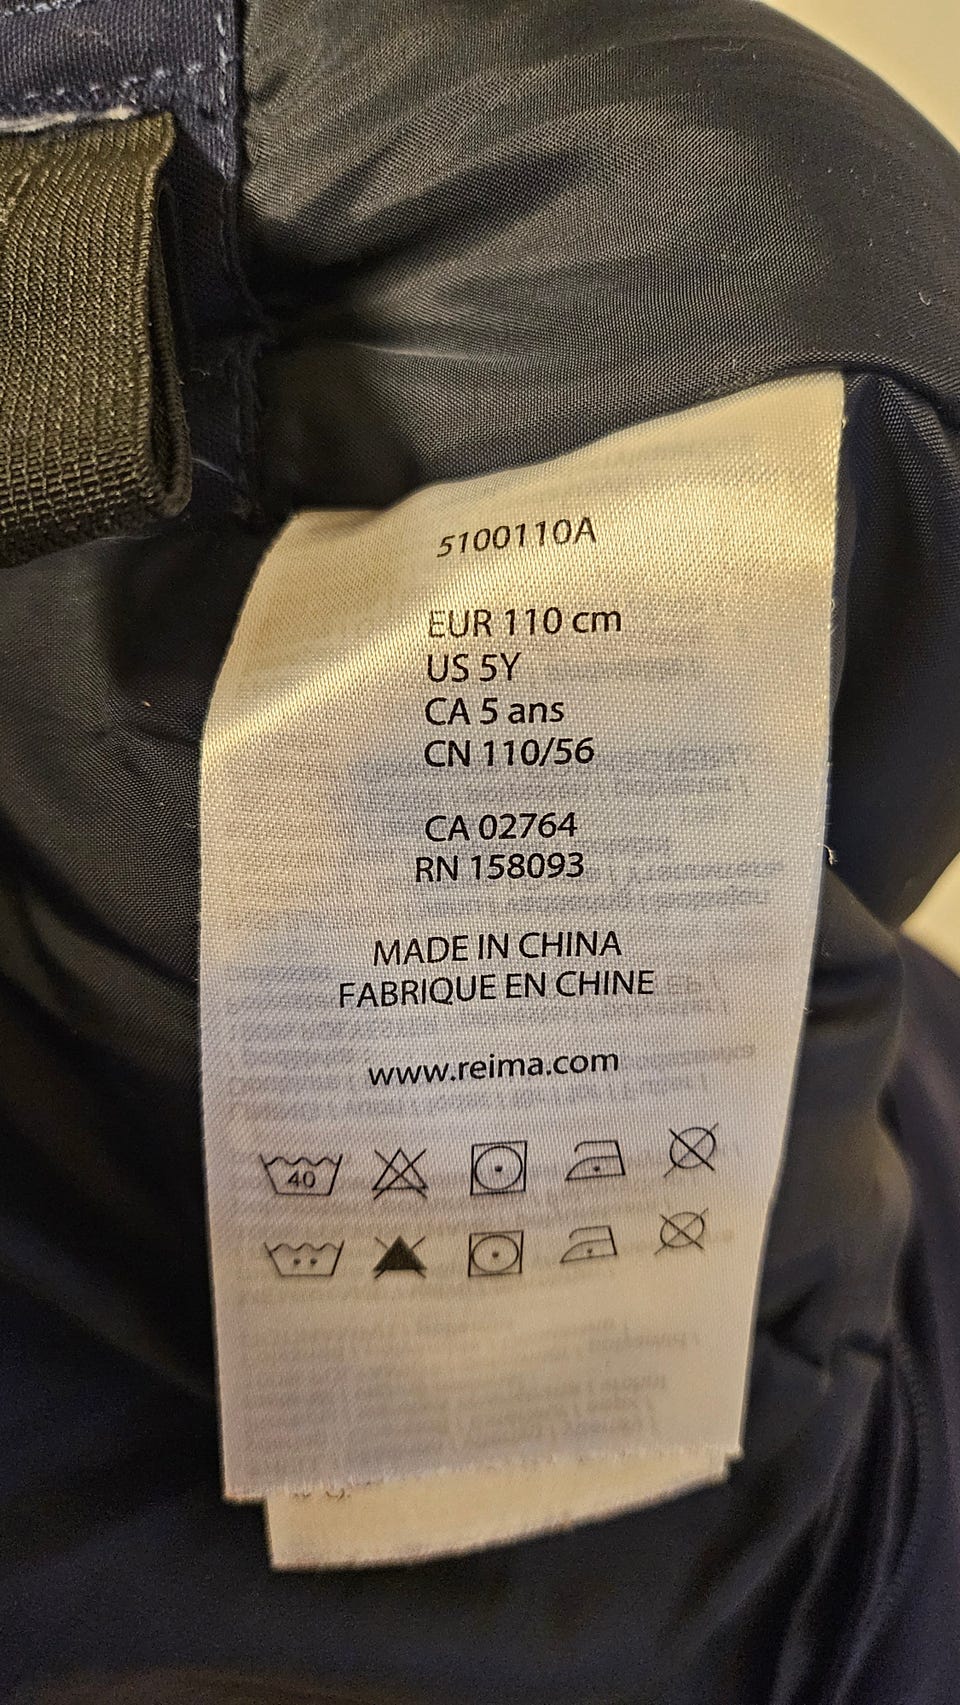 5100110A
EUR 110 cm
US 5Y
CA 5 ans
CN 110/56
CA 02764
RN 158093
MADE IN CHINA
FABRIQUE EN CHINE
www.reima.com
40